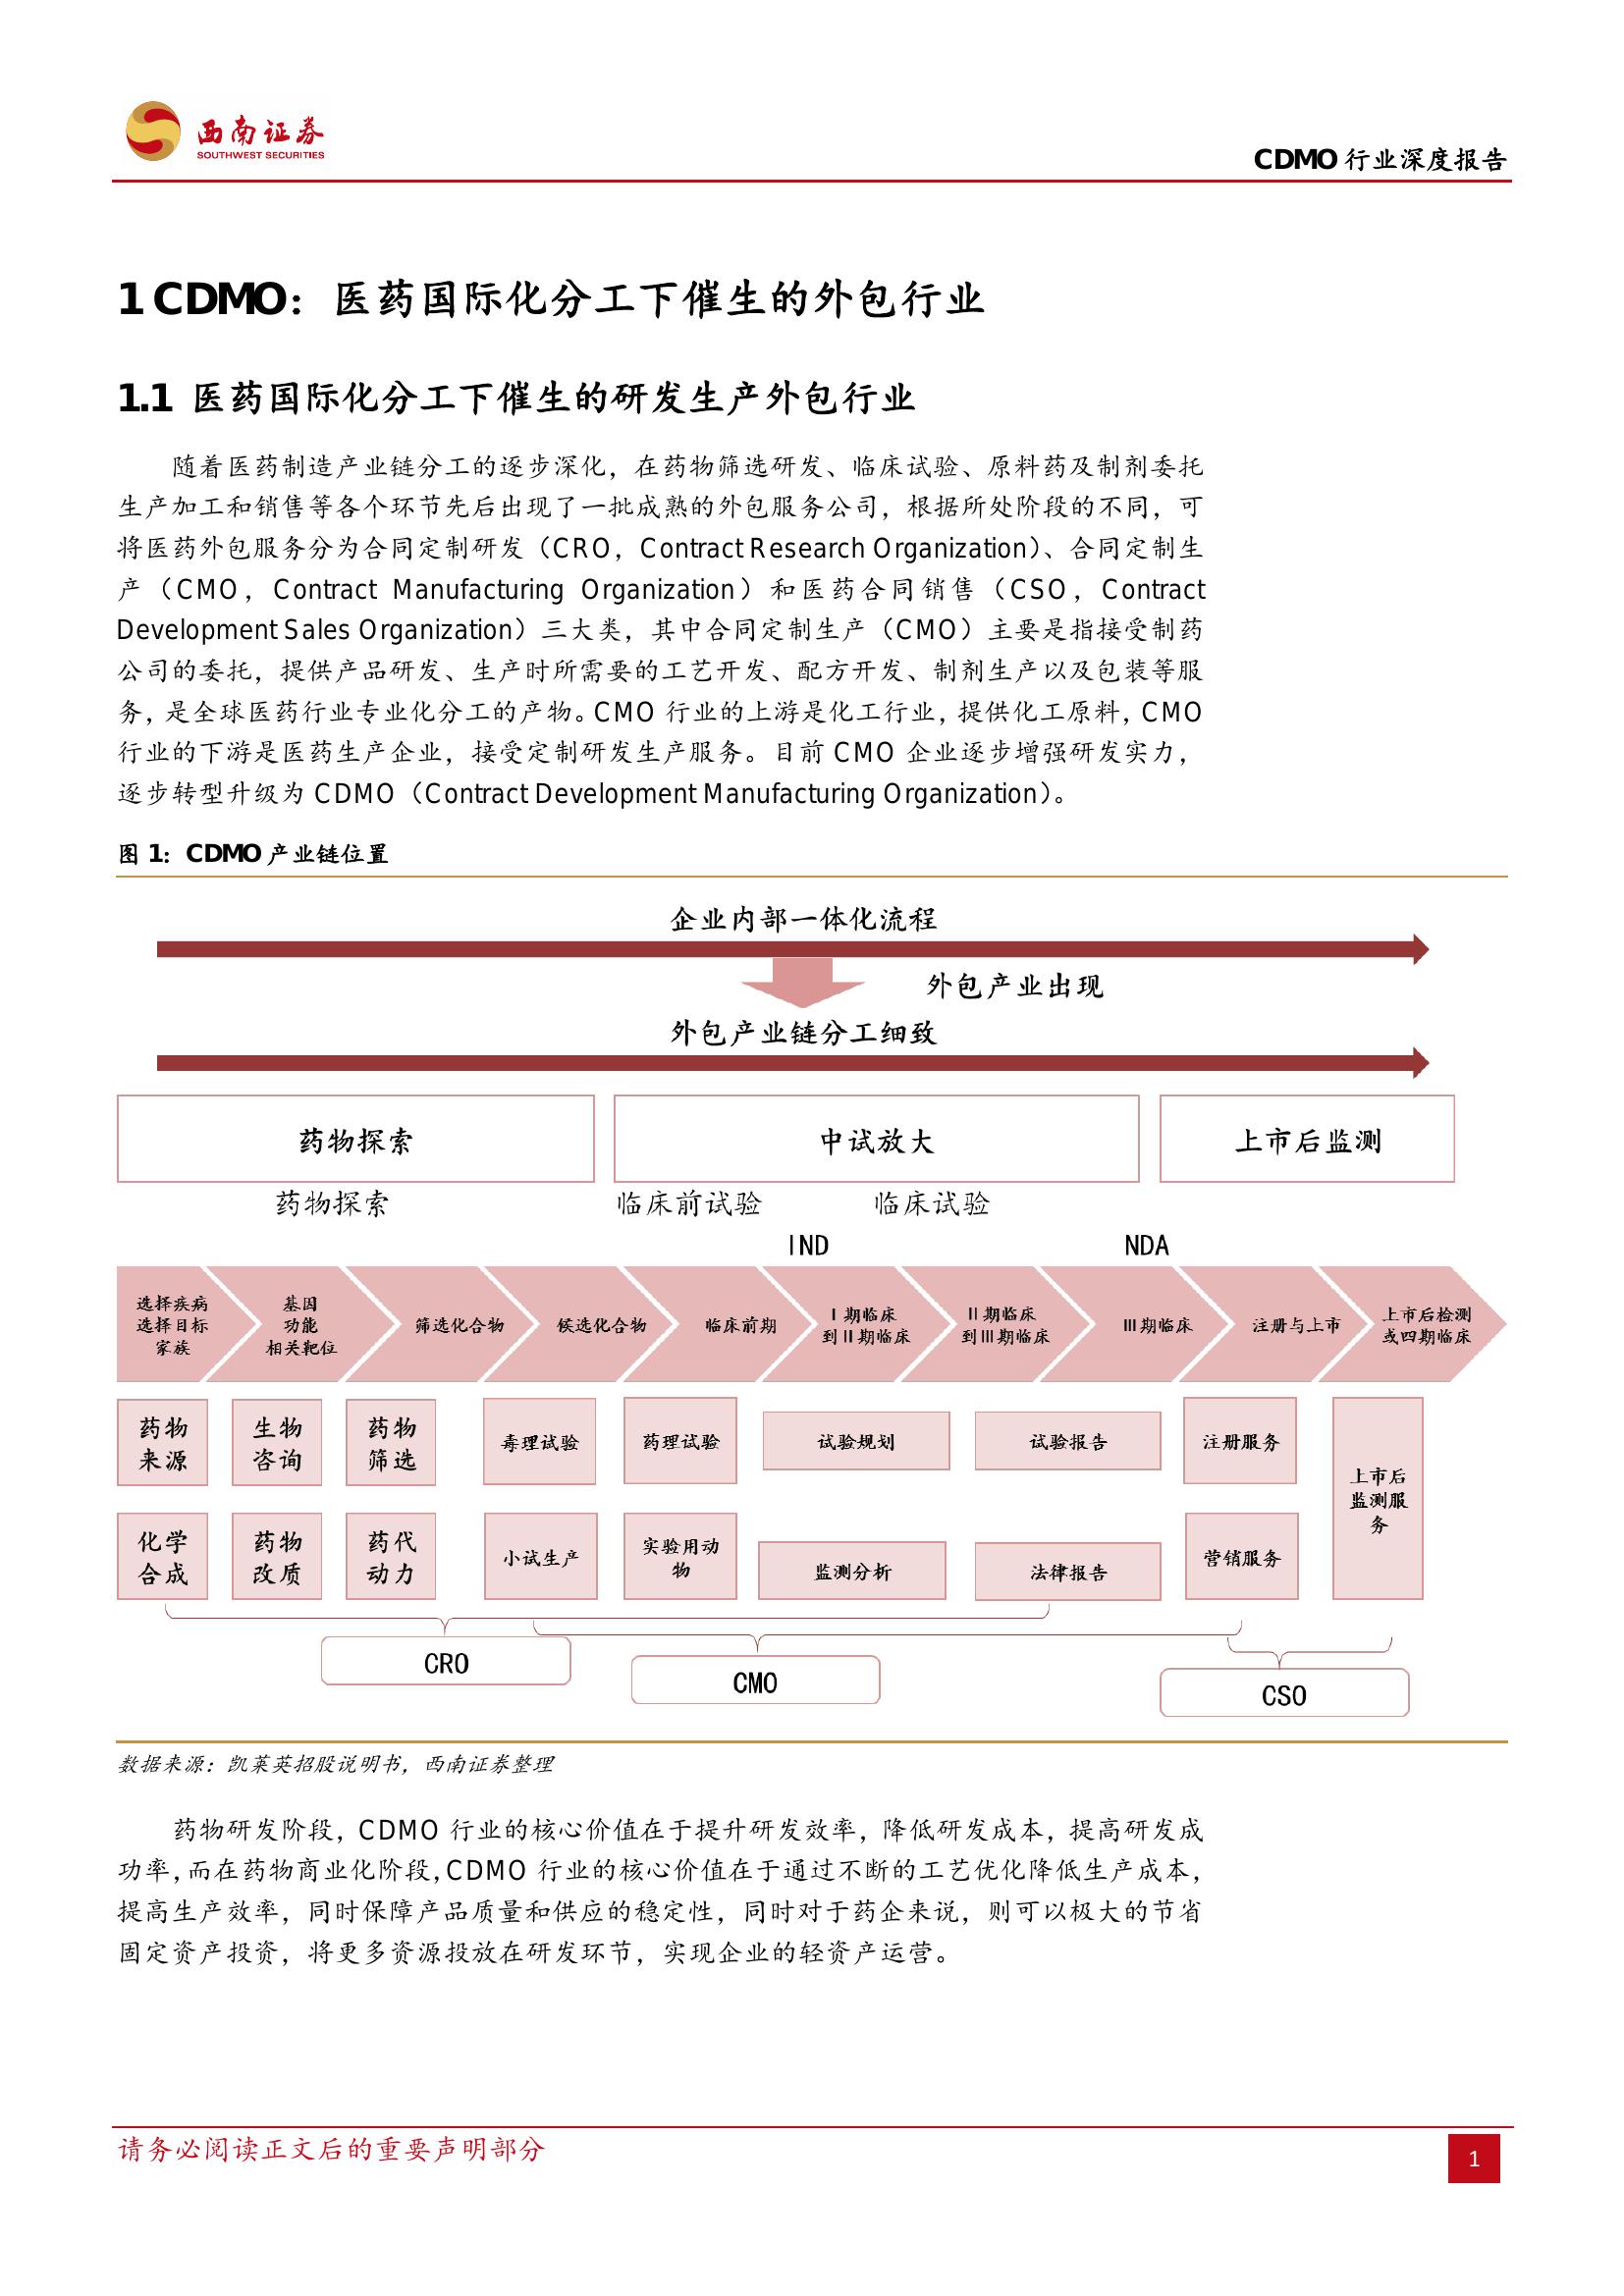 西南证券
SOUTHWEST SECURITIES
CDMO 行业深度报告
1 CDMO：医药国际化分工下催生的外包行业
1.1 医药国际化分工下催生的研发生产外包行业
随着医药制造产业链分工的逐步深化，在药物筛选研发、临床试验、原料药及制剂委托
生产加工和销售等各个环节先后出现了一批成熟的外包服务公司，根据所处阶段的不同，可
将医药外包服务分为合同定制研发（CRO，Contract Research Organization）、合同定制生
产（CMO，Contract Manufacturing Organization）和医药合同销售（CSO，Contract
Development Sales Organization）三大类，其中合同定制生产（CMO）主要是指接受制药
公司的委托，提供产品研发、生产时所需要的工艺开发、配方开发、制剂生产以及包装等服
务，是全球医药行业专业化分工的产物。CMO 行业的上游是化工行业，提供化工原料，CMO
行业的下游是医药生产企业，接受定制研发生产服务。目前 CMO 企业逐步增强研发实力，
逐步转型升级为 CDMO（Contract Development Manufacturing Organization）。
图 1：CDMO 产业链位置
企业内部一体化流程
外包产业出现
外包产业链分工细致
药物探索 中试放大 上市后监测
药物探索 临床前试验 临床试验
IND NDA
选择疾病
选择目标
家族
基因
功能
相关靶位
筛选化合物
候选化合物
临床前期
Ⅰ期临床
到Ⅱ期临床
Ⅱ期临床
到Ⅲ期临床
Ⅲ期临床
注册与上市
上市后检测
或四期临床
药物
来源
生物
咨询
药物
筛选
毒理试验
药理试验
试验规划
试验报告
注册服务
上市后
监测服
务
化学
合成
药物
改质
药代
动力
小试生产
实验用动
物
监测分析
法律报告
营销服务
CRO
CMO
CSO
数据来源：凯莱英招股说明书，西南证券整理
药物研发阶段，CDMO 行业的核心价值在于提升研发效率，降低研发成本，提高研发成
功率，而在药物商业化阶段，CDMO 行业的核心价值在于通过不断的工艺优化降低生产成本，
提高生产效率，同时保障产品质量和供应的稳定性，同时对于药企来说，则可以极大的节省
固定资产投资，将更多资源投放在研发环节，实现企业的轻资产运营。
请务必阅读正文后的重要声明部分
1